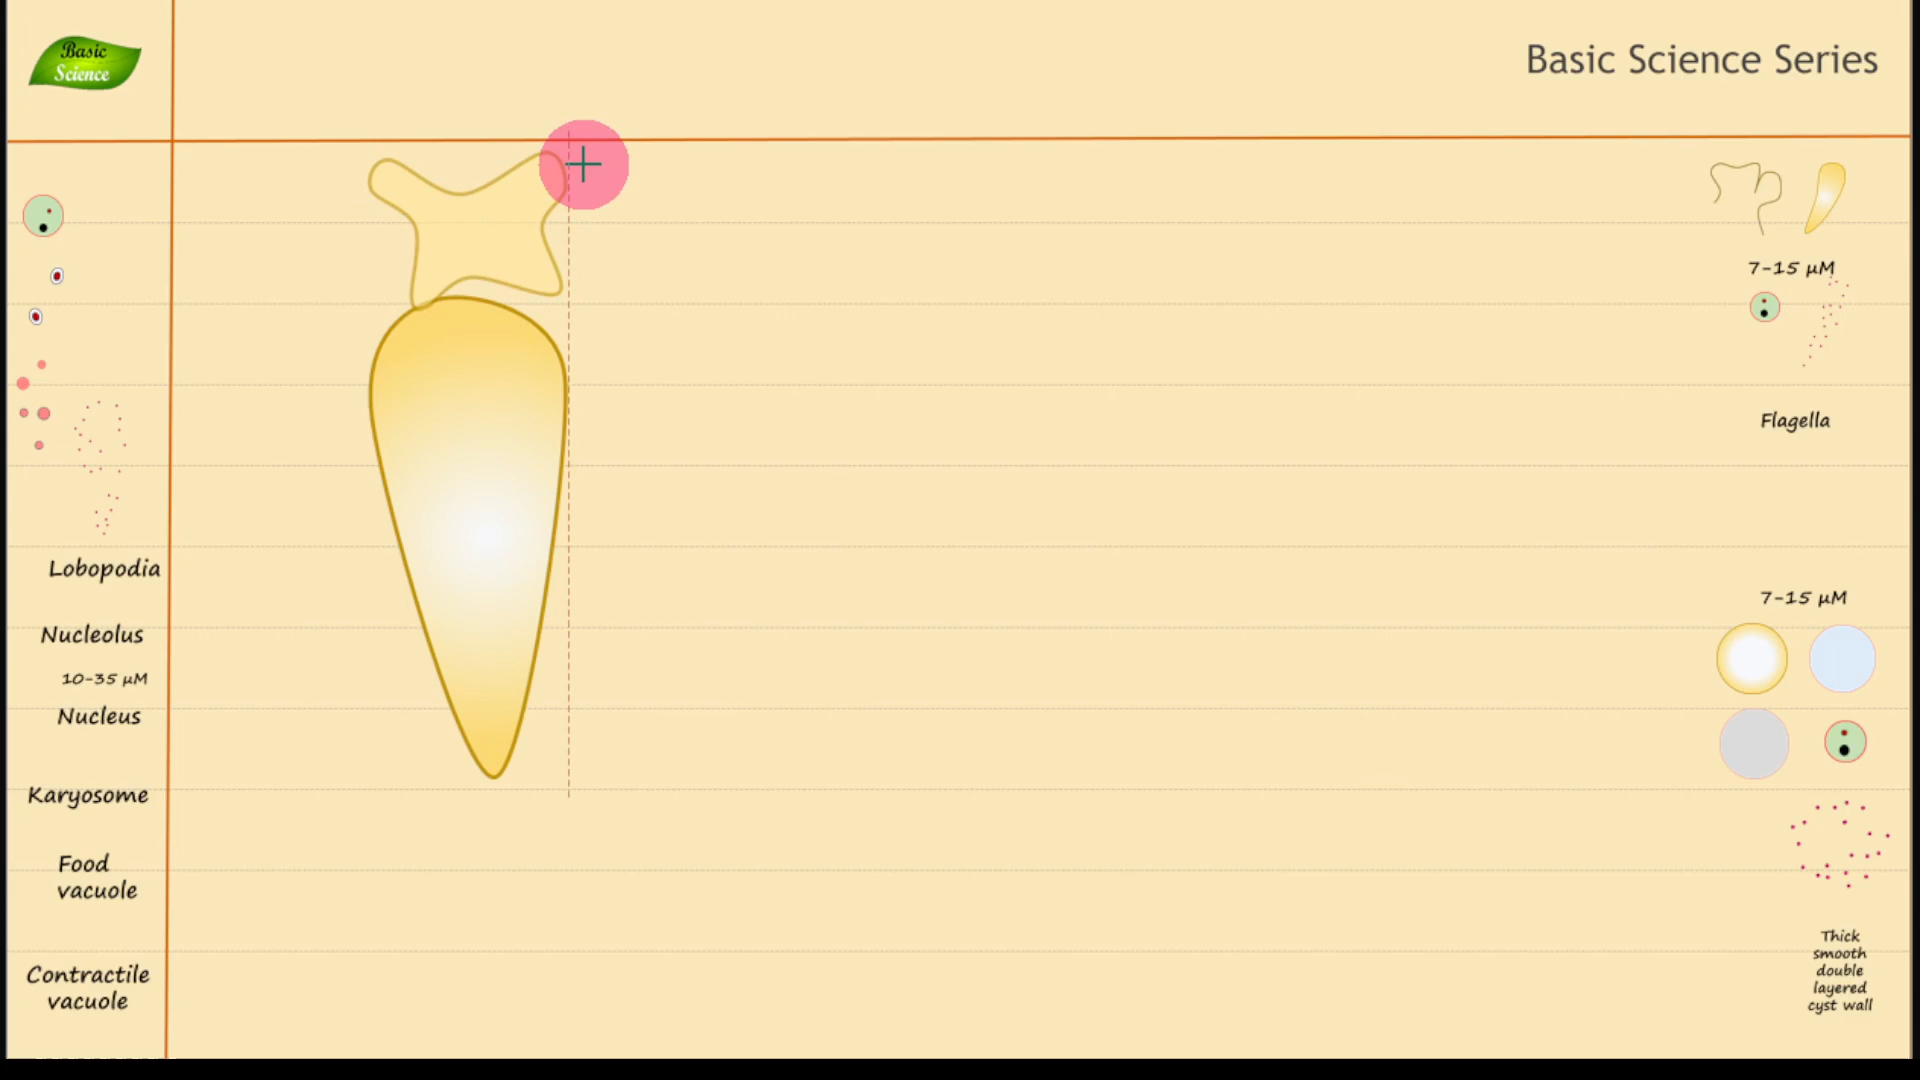 Basic
Science
Basic Science Series
Lobopodia
Nucleolus
10-35 µM
Nucleus
Karyosome
Food
vacuole
Contractile
vacuole
7-15 µM
Flagella
7-15 µM
Thick
smooth
double
layered
cyst wall